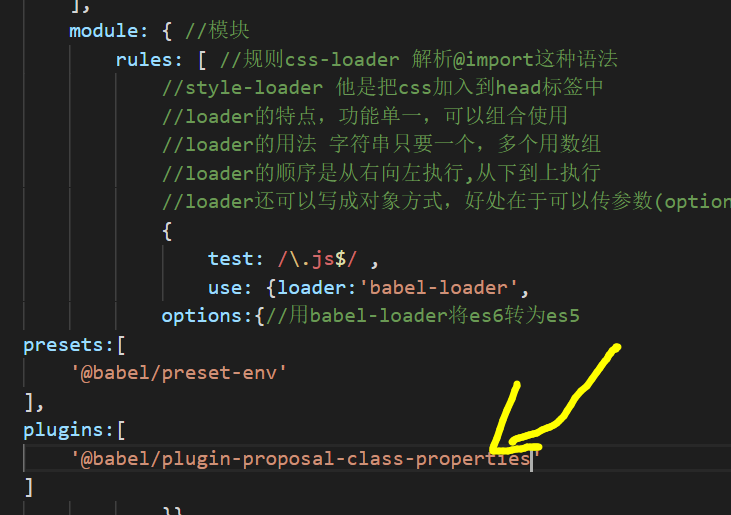 ],
module: { //模块
rules: [ //规则css-loader 解析@import这种语法
//style-loader 他是把css加入到head标签中
//loader的特点，功能单一，可以组合使用
//loader的用法 字符串只要一个，多个用数组
//loader的顺序是从右向左执行,从下到上执行
//loader还可以写成对象方式，好处在于可以传参数(option
{
test: /\.js$/ ,
use: {loader:'babel-loader',
options:{//用babel-loader将es6转为es5
presets:[
'@babel/preset-env'
],
plugins:[
'@babel/plugin-proposal-class-properties'
]
}}